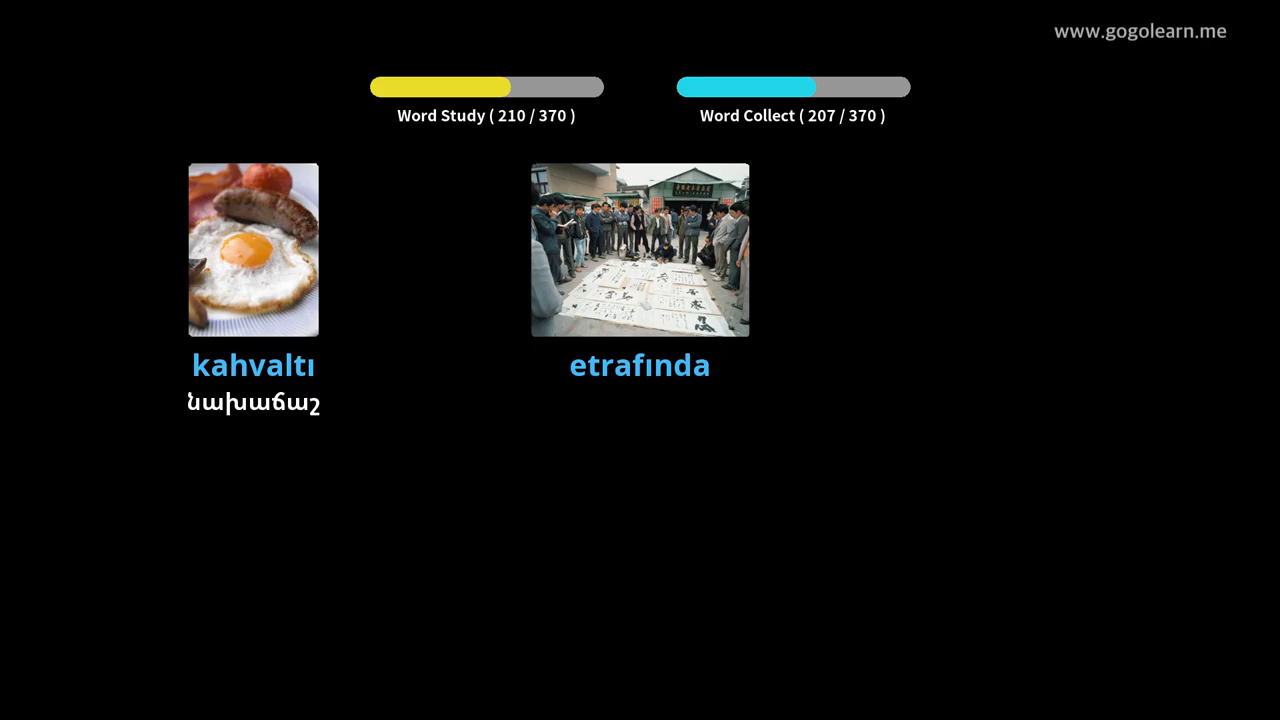 www.gogolearn.me
Word Study ( 210 / 370 )
Word Collect ( 207 / 370 )
kahvaltı
նախաճաշ
etrafında